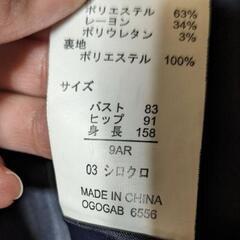 ポリエステル 63%
レーヨン 34%
ポリウレタン 3%
裏地
ポリエステル 100%
サイズ
バスト 83
ヒップ 91
身長 158
9AR
03 シロクロ
MADE IN CHINA
OGOGAB 6556